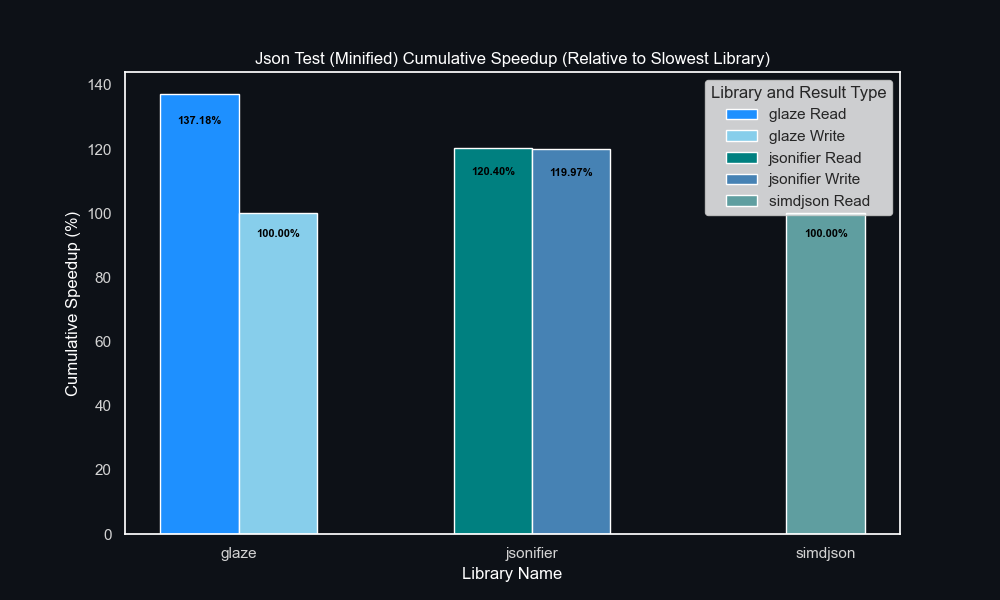 Json Test (Minified) Cumulative Speedup (Relative to Slowest Library)
Cumulative Speedup (%)
140
120
100
80
60
40
20
0
137.18%
100.00%
120.40%
119.97%
100.00%
Library and Result Type
glaze Read
glaze Write
jsonifier Read
jsonifier Write
simdjson Read
glaze
jsonifier
simdjson
Library Name